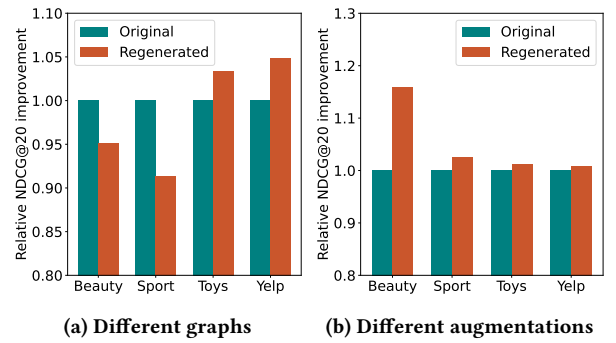 Relative NDCG@20 improvement
1.10
1.05
1.00
0.95
0.90
0.85
0.80
Original
Regenerated
Beauty
Sport
Toys
Yelp
(a) Different graphs
Relative NDCG@20 improvement
1.3
1.2
1.1
1.0
0.9
0.8
Original
Regenerated
Beauty
Sport
Toys
Yelp
(b) Different augmentations